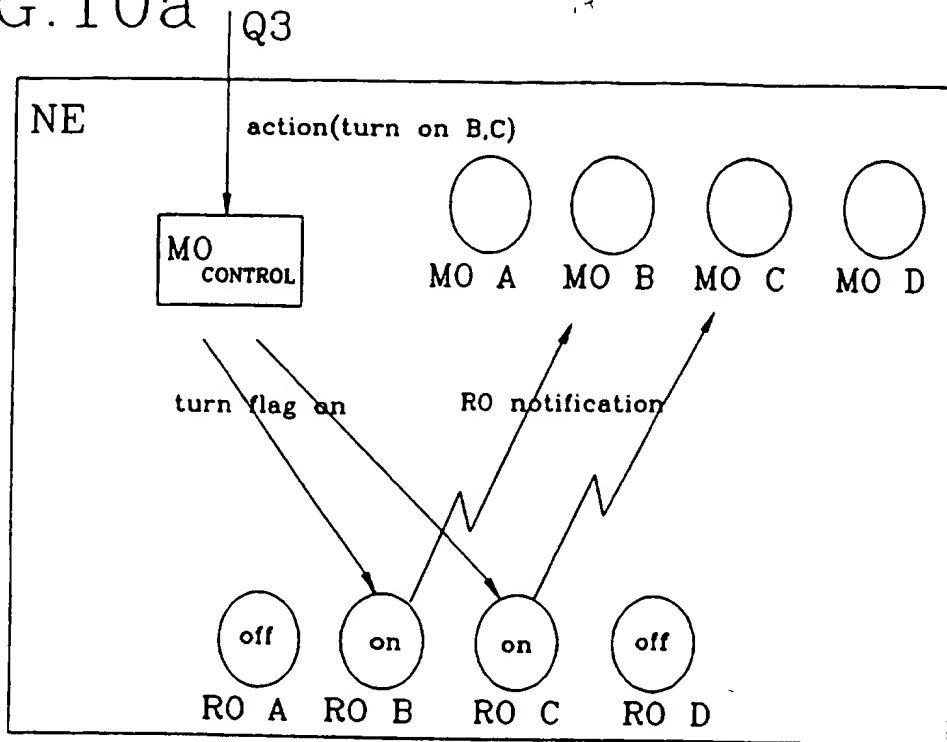 G.10a
Q3
NE
action(turn on B,C)
MO
CONTROL
MO A MO B MO C MO D
turn flag on
RO notification
off on on off
RO A RO B RO C RO D